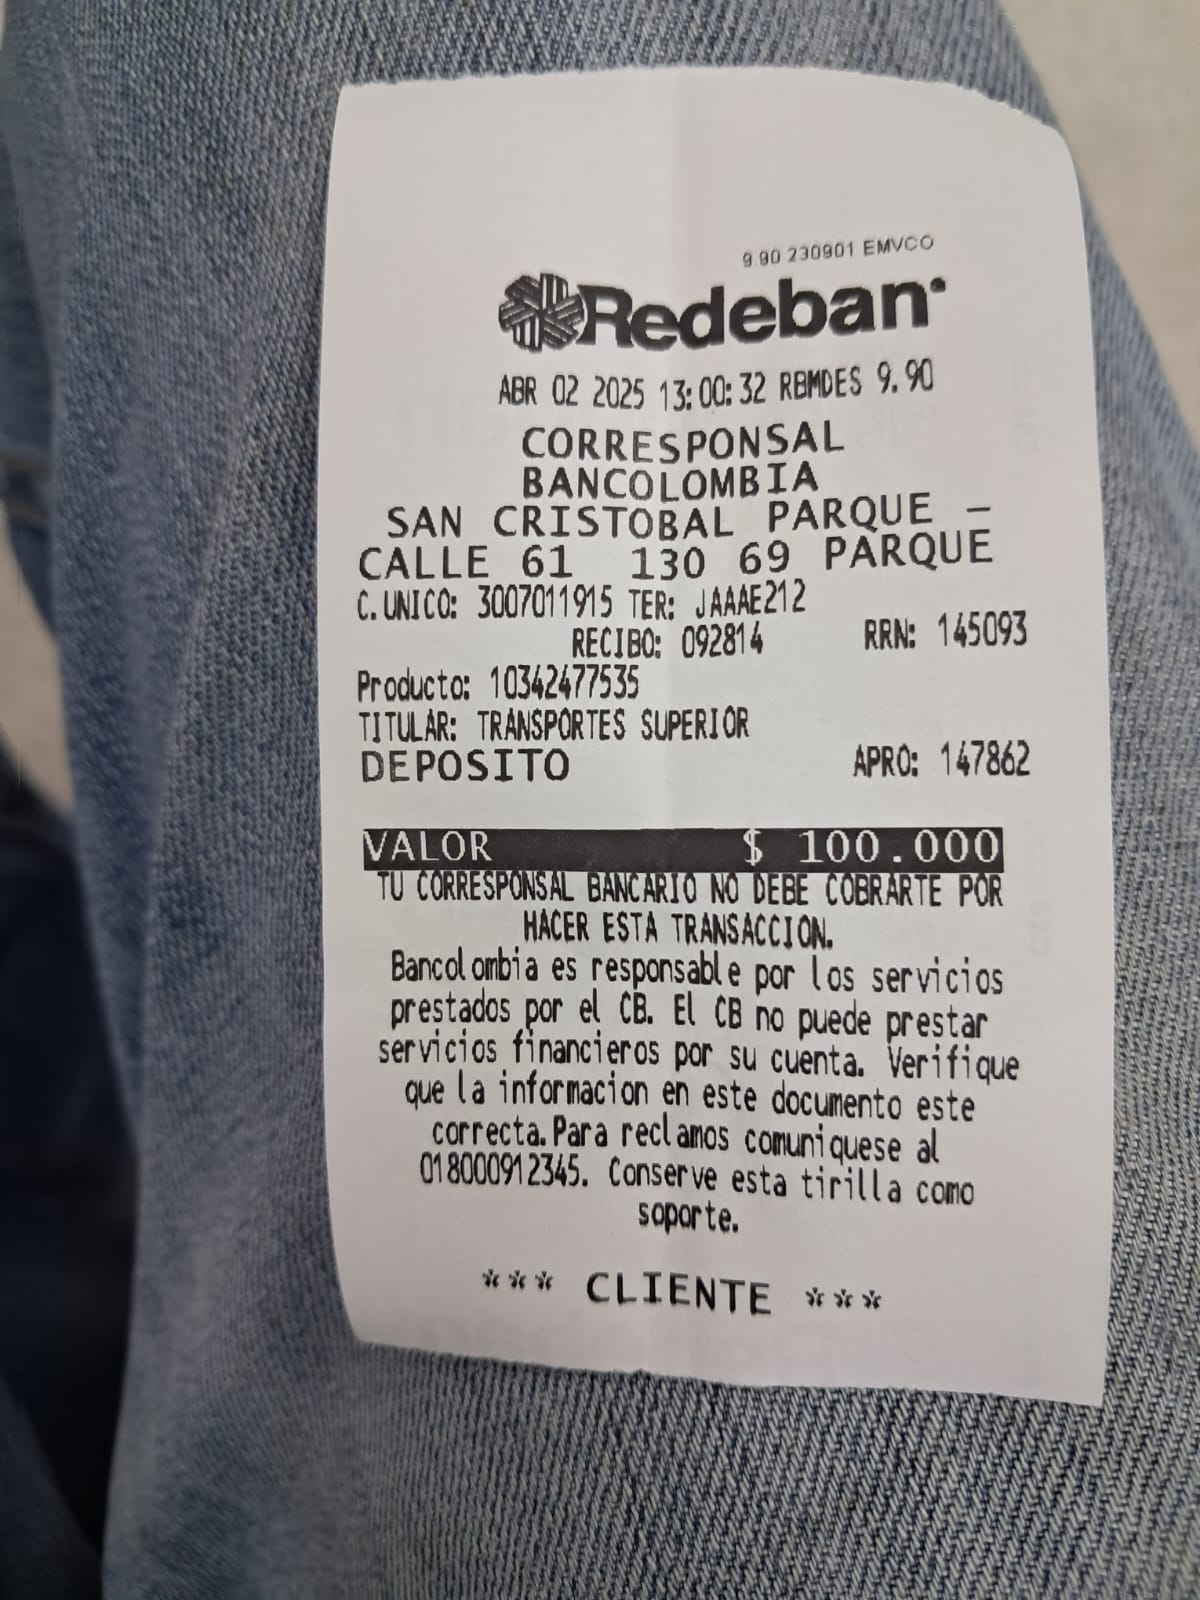 9.90 230901 EMVCO
Redeban
ABR 02 2025 13:00:32 RBMDES 9.90
CORRESPONSAL
BANCOLOMBIA
SAN CRISTOBAL PARQUE –
CALLE 61 130 69 PARQUE
C.UNICO: 3007011915 TER: JAAAE212
RECIBO: 092814 RRN: 145093
Producto: 10342477535
TITULAR: TRANSPORTES SUPERIOR
DEPOSITO APRO: 147862
VALOR $ 100.000
TU CORRESPONSAL BANCARIO NO DEBE COBRARTE POR
HACER ESTA TRANSACCION.
Bancolombia es responsable por los servicios
prestados por el CB. El CB no puede prestar
servicios financieros por su cuenta. Verifique
que la informacion en este documento este
correcta.Para reclamos comuniquese al
018000912345. Conserve esta tirilla como
soporte.
*** CLIENTE ***